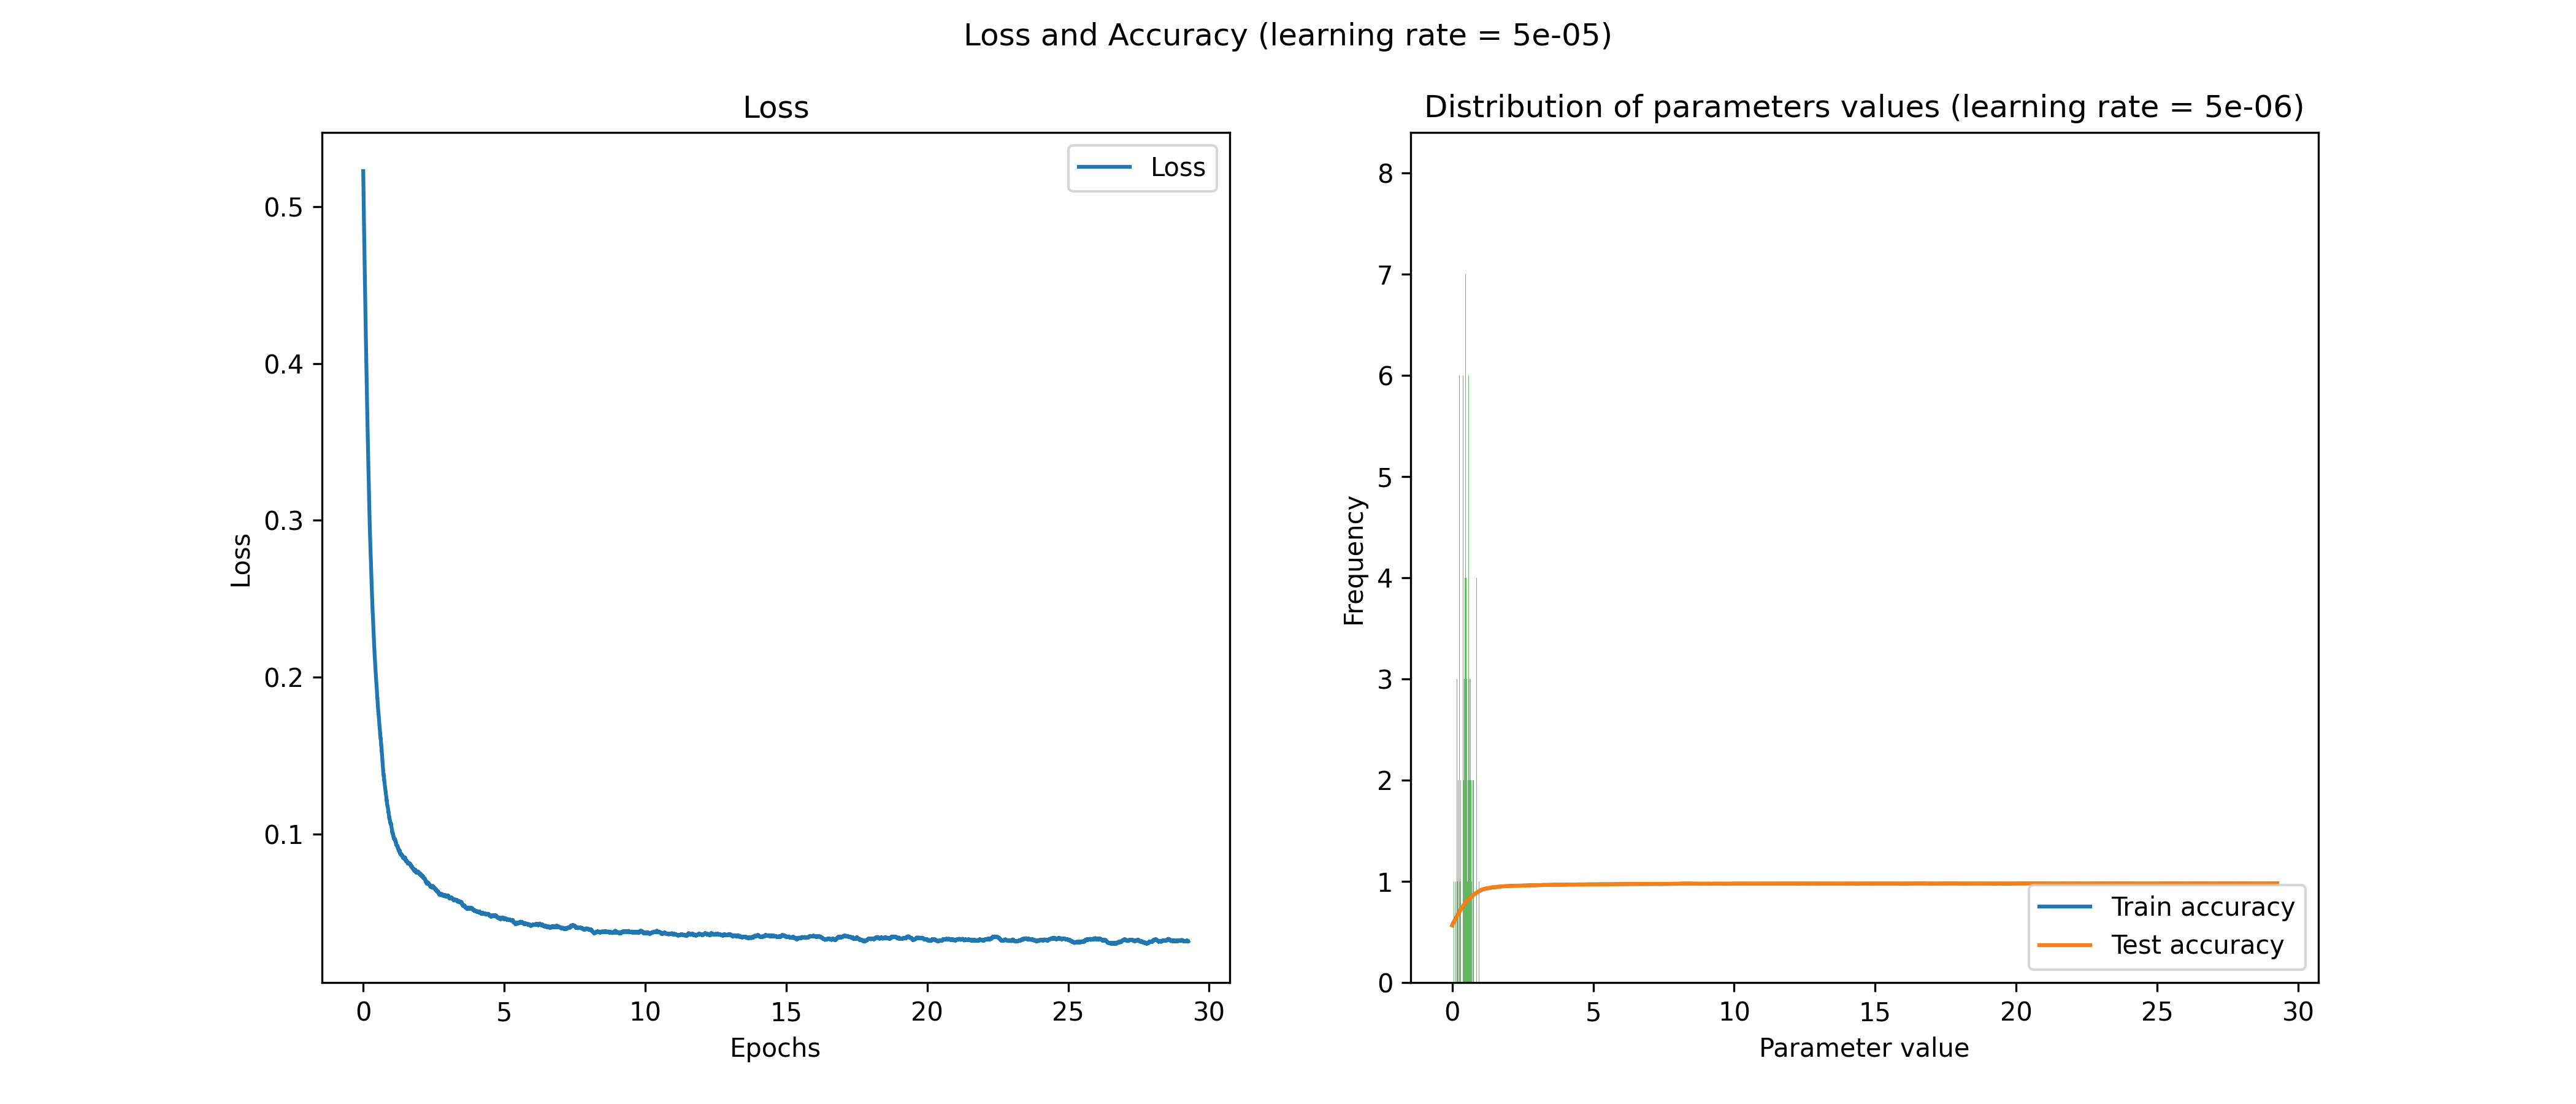 Loss and Accuracy (learning rate = 5e-05)
Loss
Loss
0.5
0.4
0.3
0.2
0.1
Loss
0
5
10
15
20
25
30
Epochs
Distribution of parameters values (learning rate = 5e-06)
8
7
6
5
4
3
2
1
0
Frequency
Train accuracy
Test accuracy
0
5
10
15
20
25
30
Parameter value